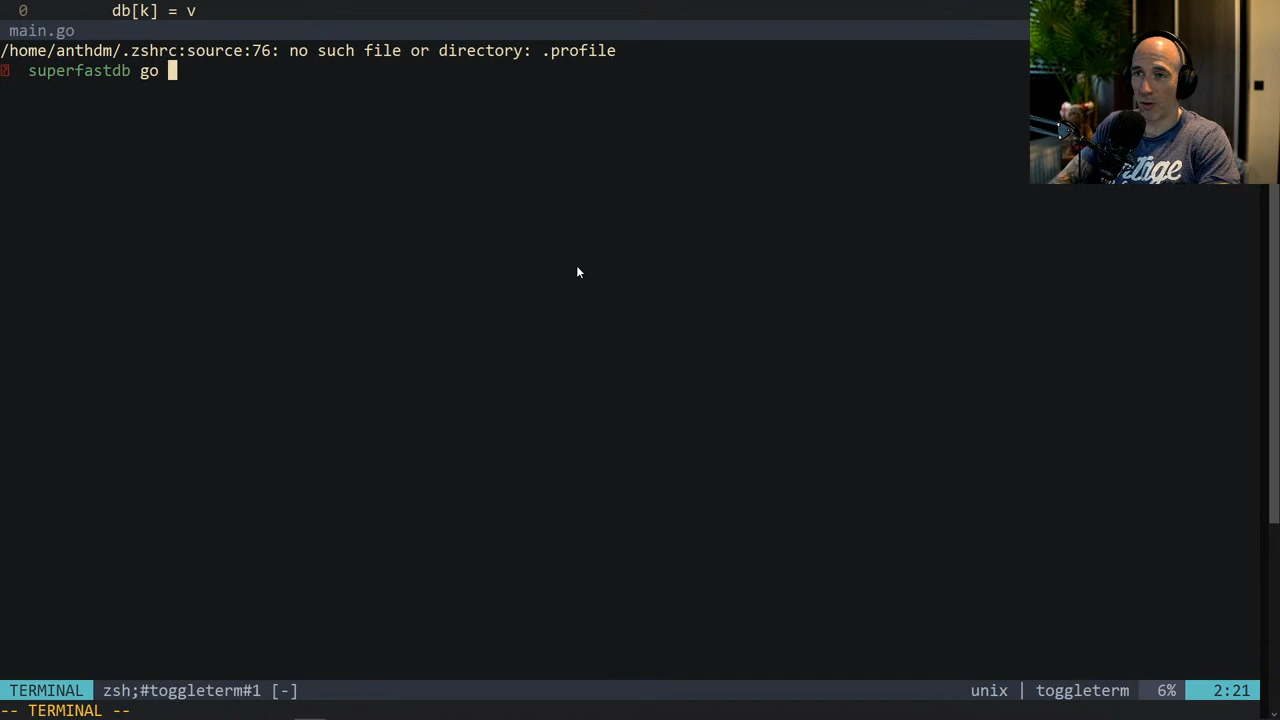 0 db[k] = v
main.go
/home/anthdm/.zshrc:source:76: no such file or directory: .profile
superfastdb go
TERMINAL zsh;#toggleterm#1 [-] unix | toggleterm 6% 2:21
-- TERMINAL --